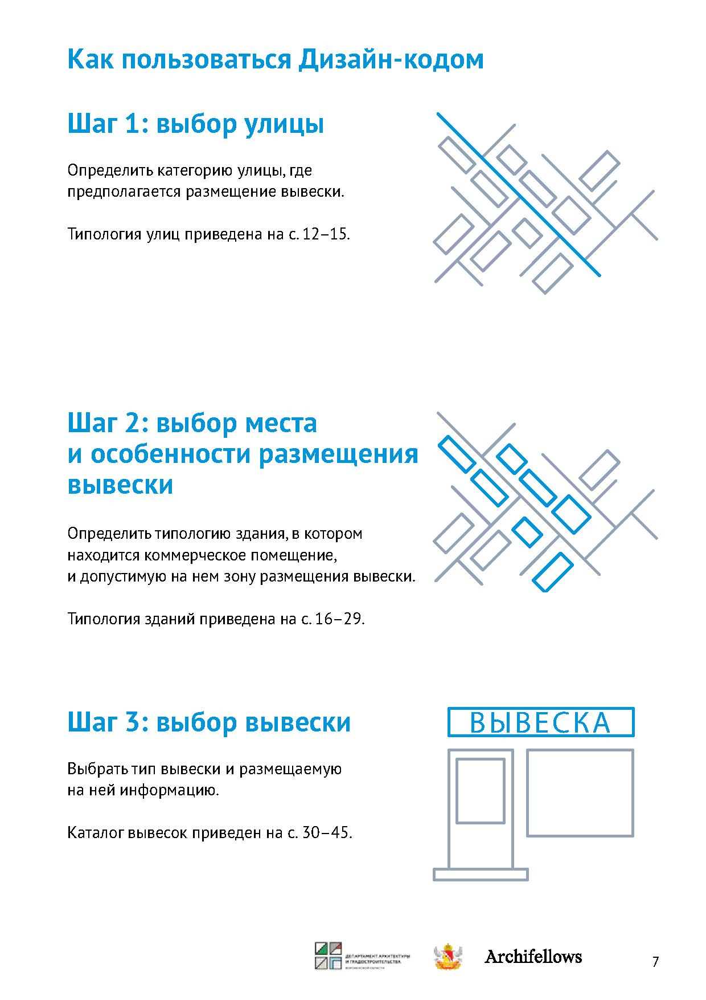 Как пользоваться Дизайн-кодом
Шаг 1: выбор улицы
Определить категорию улицы, где
предполагается размещение вывески.
Типология улиц приведена на с. 12–15.
Шаг 2: выбор места
и особенности размещения
вывески
Определить типологию здания, в котором
находится коммерческое помещение,
и допустимую на нем зону размещения вывески.
Типология зданий приведена на с. 16–29.
Шаг 3: выбор вывески
ВЫВЕСКА
Выбрать тип вывески и размещаемую
на ней информацию.
Каталог вывесок приведен на с. 30–45.
ДЕПАРТАМЕНТ АРХИТЕКТУРЫ
И ГРАДОСТРОИТЕЛЬСТВА
ВОРОНЕЖСКОЙ ОБЛАСТИ
Archifellows
7